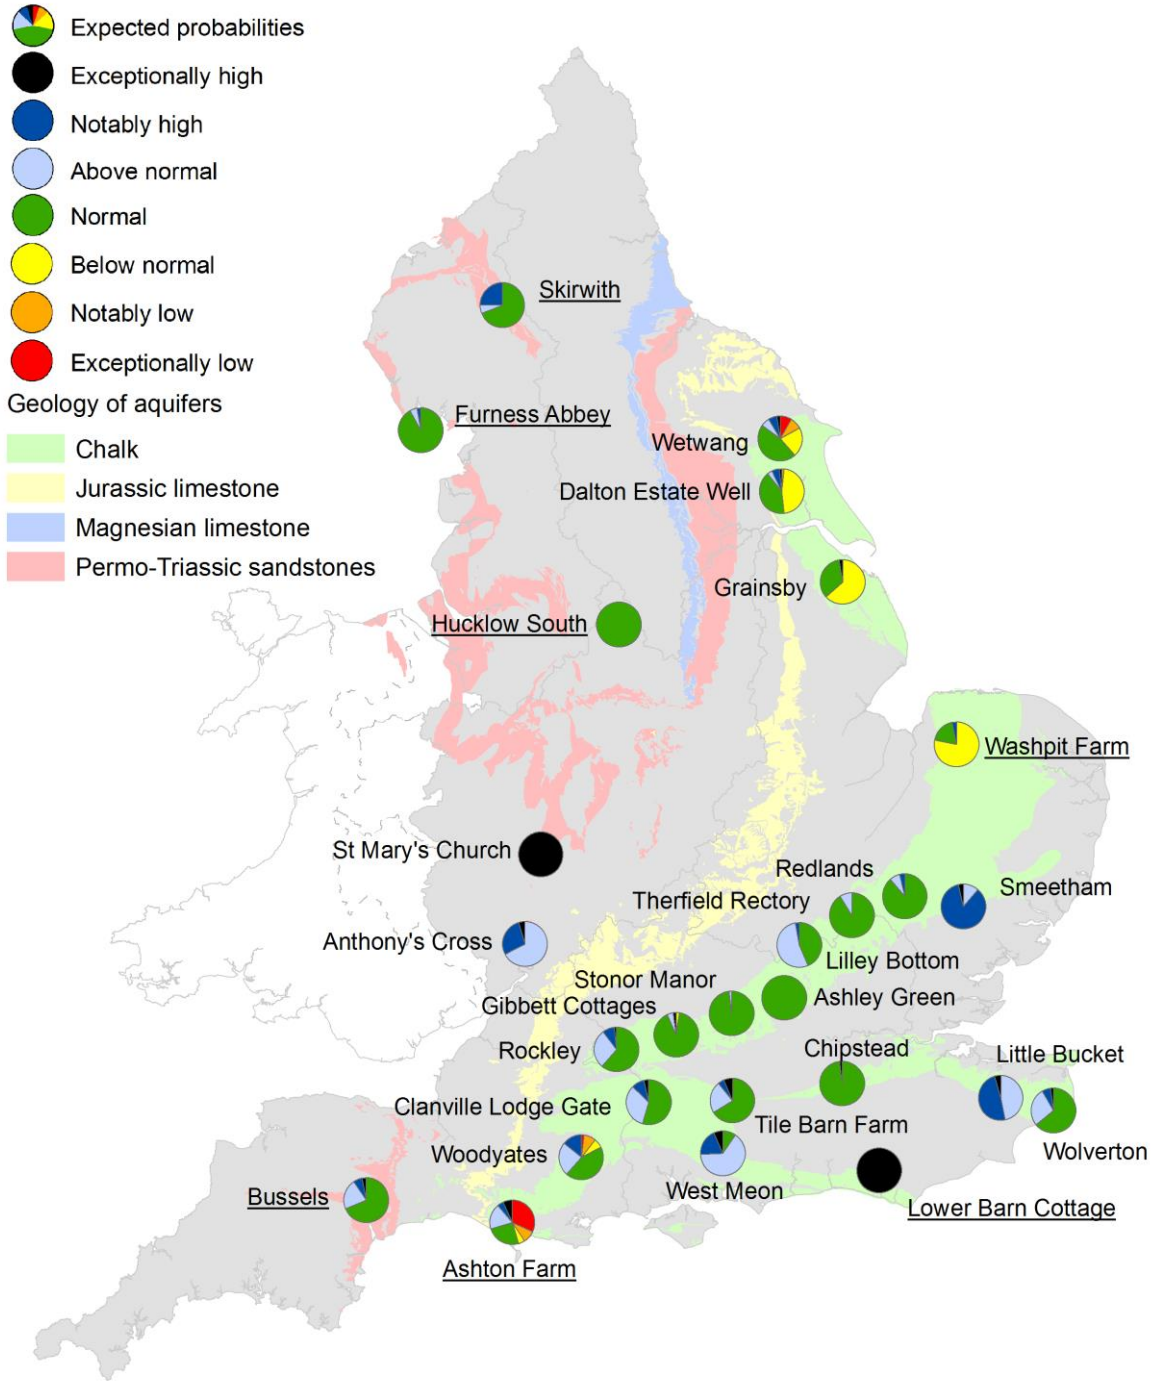 Expected probabilities
Exceptionally high
Notably high
Above normal
Normal
Below normal
Notably low
Exceptionally low
Geology of aquifers
Chalk
Jurassic limestone
Magnesian limestone
Permo-Triassic sandstones
Skirwith
Furness Abbey
Wetwang
Dalton Estate Well
Grainsby
Hucklow South
Washpit Farm
St Mary's Church
Redlands
Smeetham
Therfield Rectory
Anthony's Cross
Lilley Bottom
Stonor Manor
Ashley Green
Gibbett Cottages
Rockley
Chipstead
Little Bucket
Clanville Lodge Gate
Tile Barn Farm
Wolverton
Woodyates
West Meon
Bussels
Lower Barn Cottage
Ashton Farm